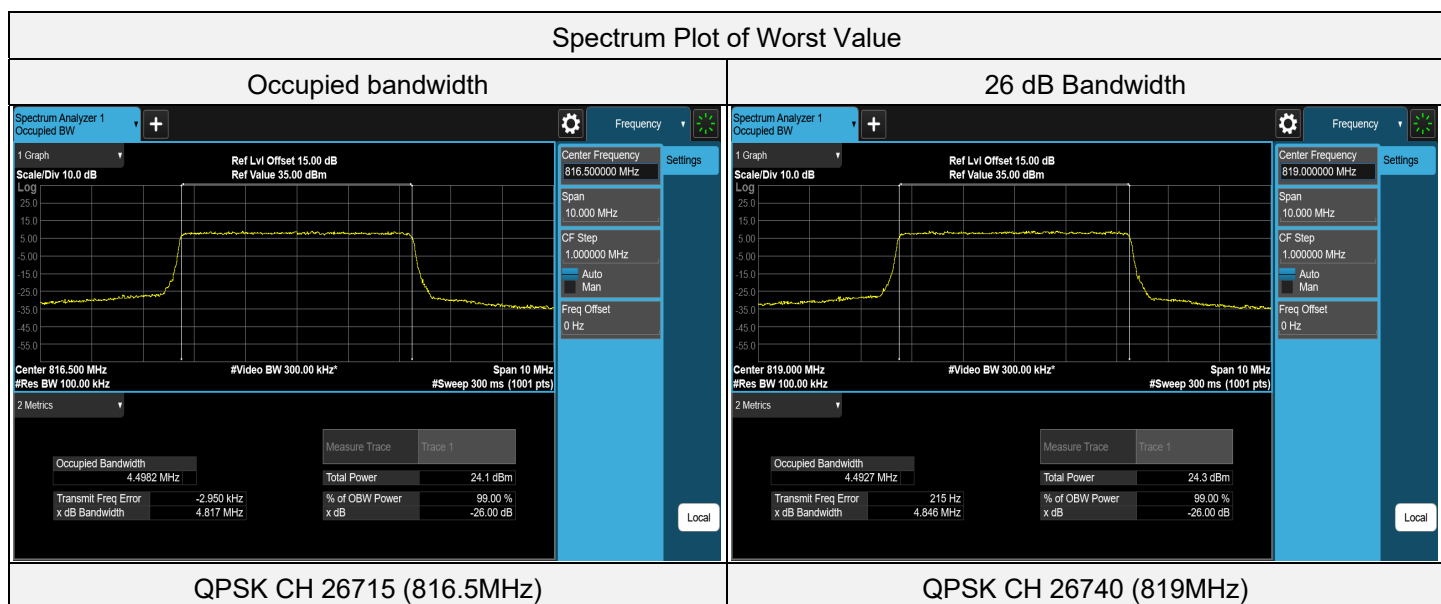 Spectrum Plot of Worst Value
Occupied bandwidth
26 dB Bandwidth
Spectrum Analyzer 1
Occupied BW
+
Frequency
1 Graph
Ref Lvl Offset 15.00 dB
Scale/Div 10.0 dB
Ref Value 35.00 dBm
Log
25.0
15.0
5.00
-5.00
-15.0
-25.0
-35.0
-45.0
-55.0
Center 816.500 MHz
#Video BW 300.00 kHz*
Span 10 MHz
#Res BW 100.00 kHz
#Sweep 300 ms (1001 pts)
Center Frequency
816.500000 MHz
Settings
Span
10.000 MHz
CF Step
1.000000 MHz
Auto
Man
Freq Offset
0 Hz
Local
2 Metrics
Measure Trace Trace 1
Occupied Bandwidth
4.4982 MHz
Total Power 24.1 dBm
Transmit Freq Error -2.950 kHz
% of OBW Power 99.00 %
x dB Bandwidth 4.817 MHz
x dB -26.00 dB
Spectrum Analyzer 1
Occupied BW
+
Frequency
1 Graph
Ref Lvl Offset 15.00 dB
Scale/Div 10.0 dB
Ref Value 35.00 dBm
Log
25.0
15.0
5.00
-5.00
-15.0
-25.0
-35.0
-45.0
-55.0
Center 819.000 MHz
#Video BW 300.00 kHz*
Span 10 MHz
#Res BW 100.00 kHz
#Sweep 300 ms (1001 pts)
Center Frequency
819.000000 MHz
Settings
Span
10.000 MHz
CF Step
1.000000 MHz
Auto
Man
Freq Offset
0 Hz
Local
2 Metrics
Measure Trace Trace 1
Occupied Bandwidth
4.4927 MHz
Total Power 24.3 dBm
Transmit Freq Error 215 Hz
% of OBW Power 99.00 %
x dB Bandwidth 4.846 MHz
x dB -26.00 dB
QPSK CH 26715 (816.5MHz)
QPSK CH 26740 (819MHz)